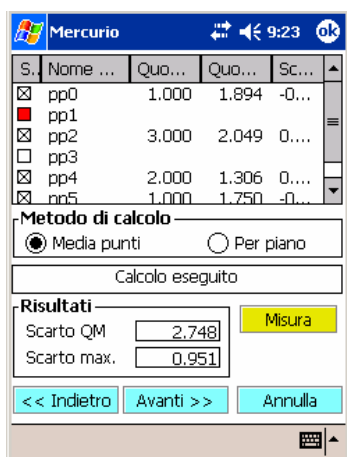 Mercurio 9:23 ok
S.. Nome ... Quo... Quo... Sc...
pp0 1.000 1.894 -0...
pp1
pp2 3.000 2.049 0....
pp3
pp4 2.000 1.306 0....
pp5 1.000 1.750 -0...
Metodo di calcolo
Media punti Per piano
Calcolo eseguito
Risultati
Scarto QM 2.748 Misura
Scarto max. 0.951
<< Indietro Avanti >> Annulla